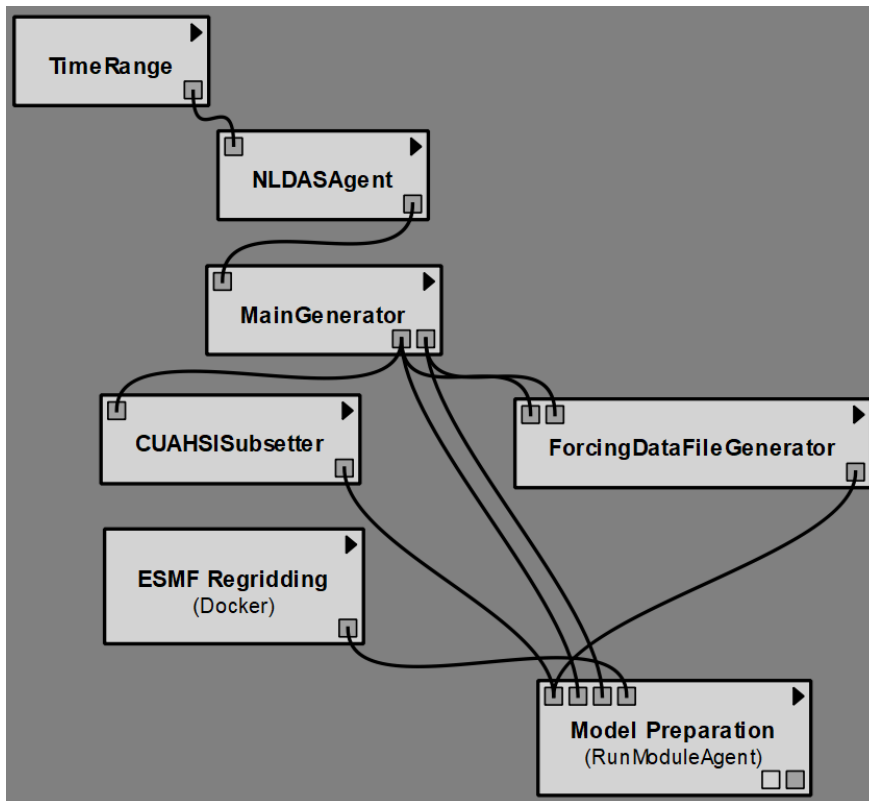 TimeRange
NLDASAgent
MainGenerator
CUAHSISubsetter
ForcingDataFileGenerator
ESMF Regridding
(Docker)
Model Preparation
(RunModuleAgent)